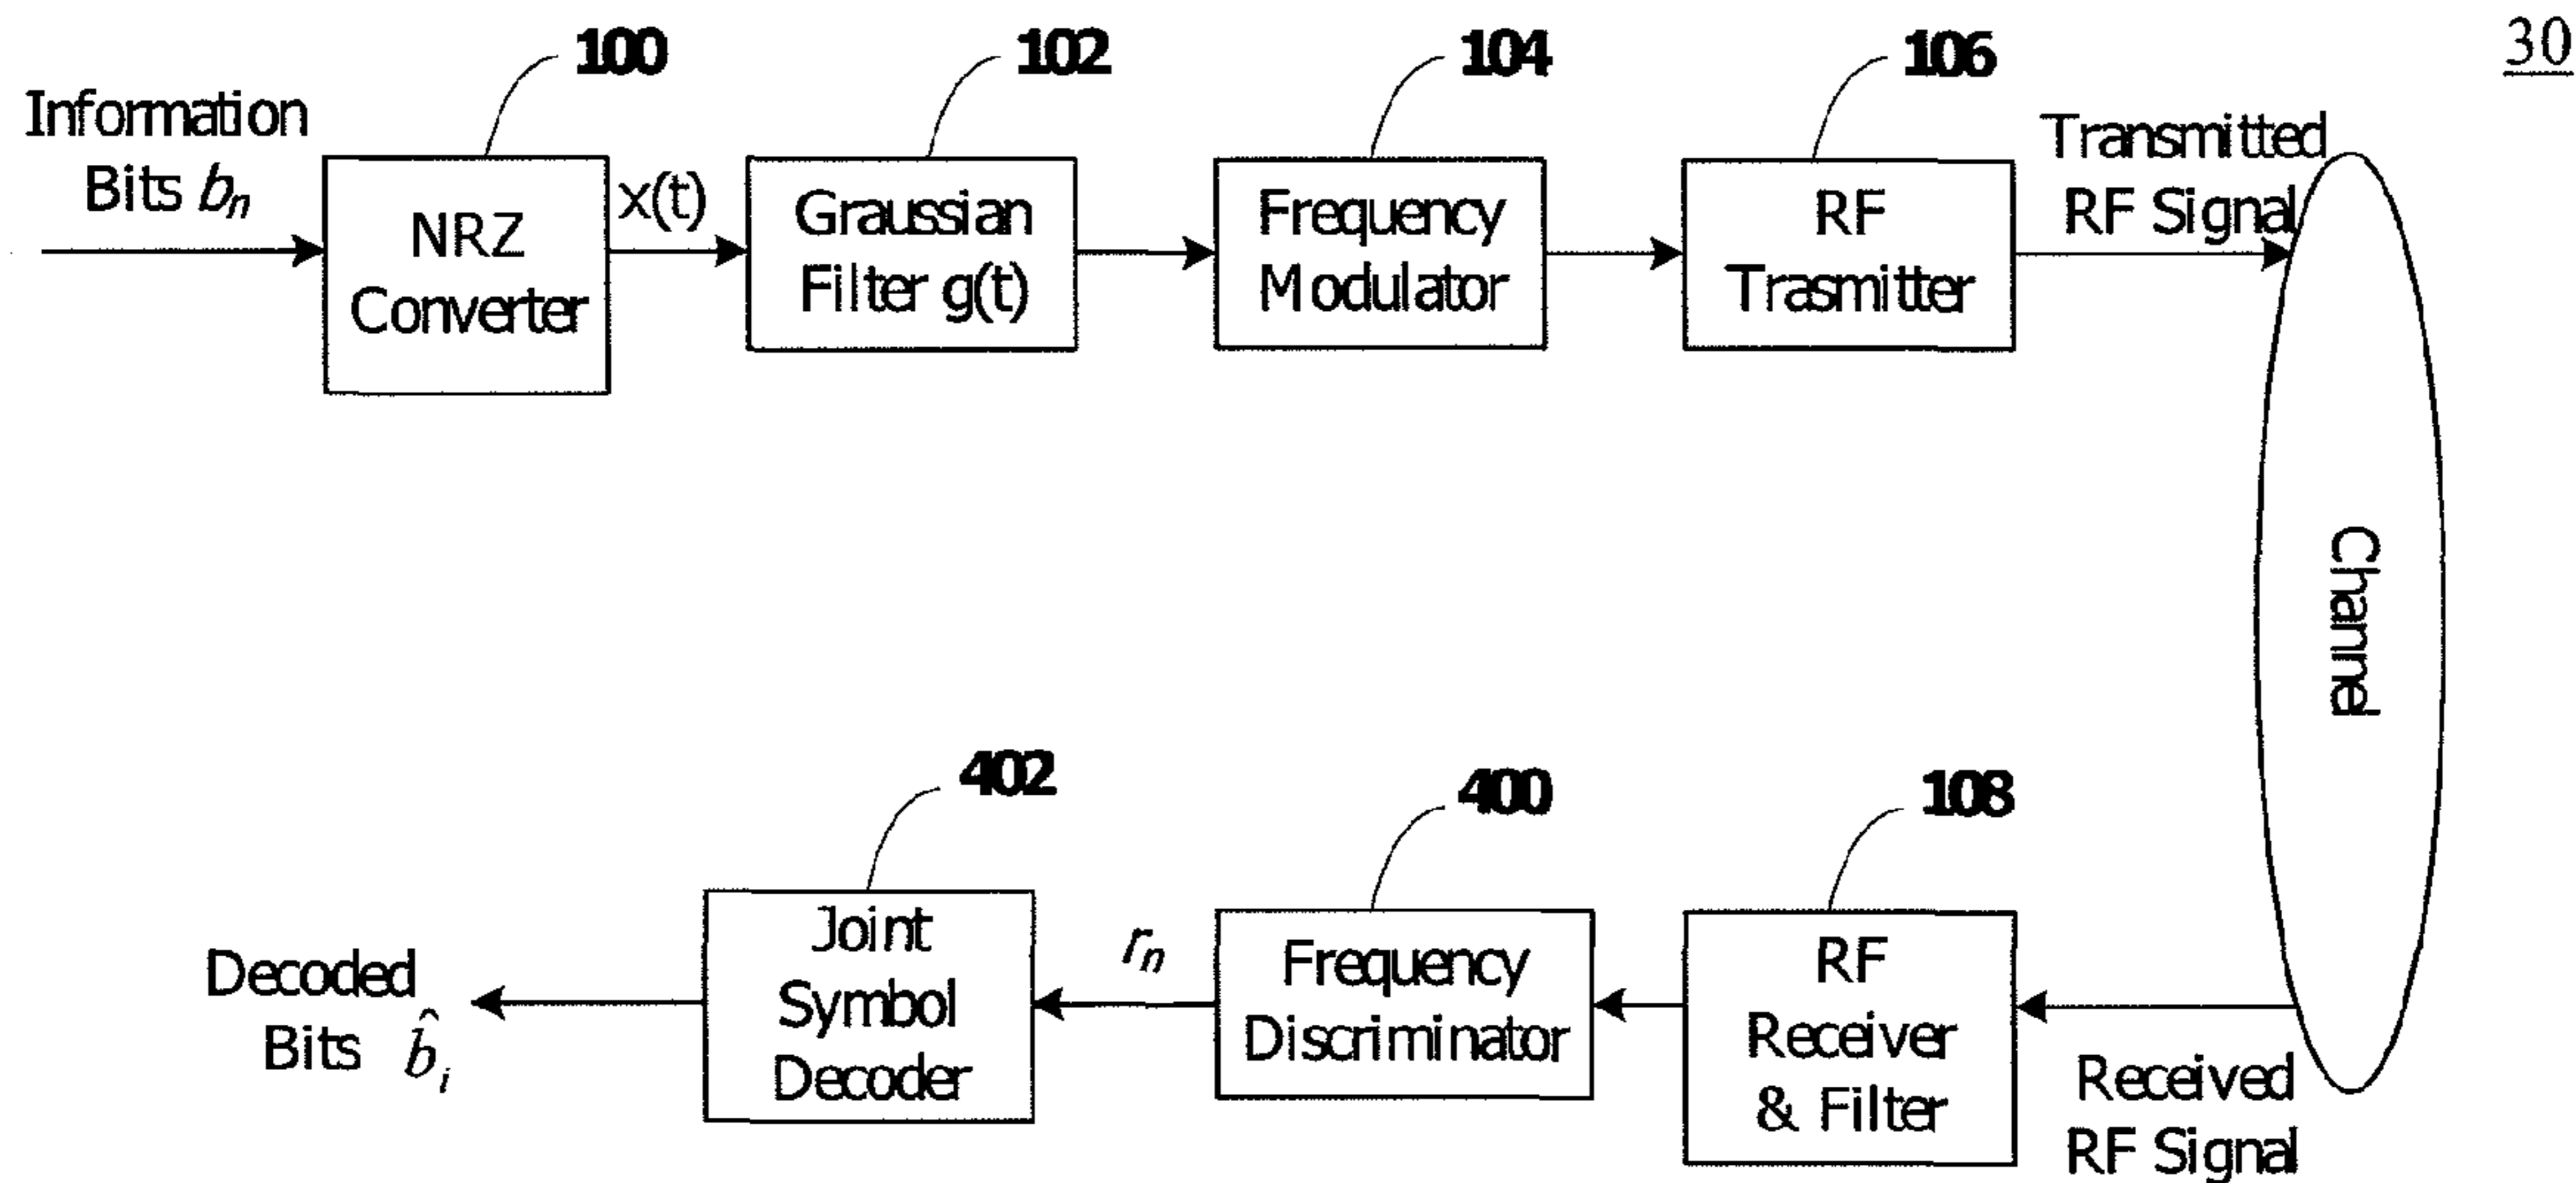 30
100
102
104
106
Information
Bits bn
NRZ
Converter
x(t)
Graussian
Filter g(t)
Frequency
Modulator
RF
Trasmitter
Transmitted
RF Signal
Channel
402
400
108
Decoded
Bits b̂i
Joint
Symbol
Decoder
rn
Frequency
Discriminator
RF
Receiver
& Filter
Received
RF Signal